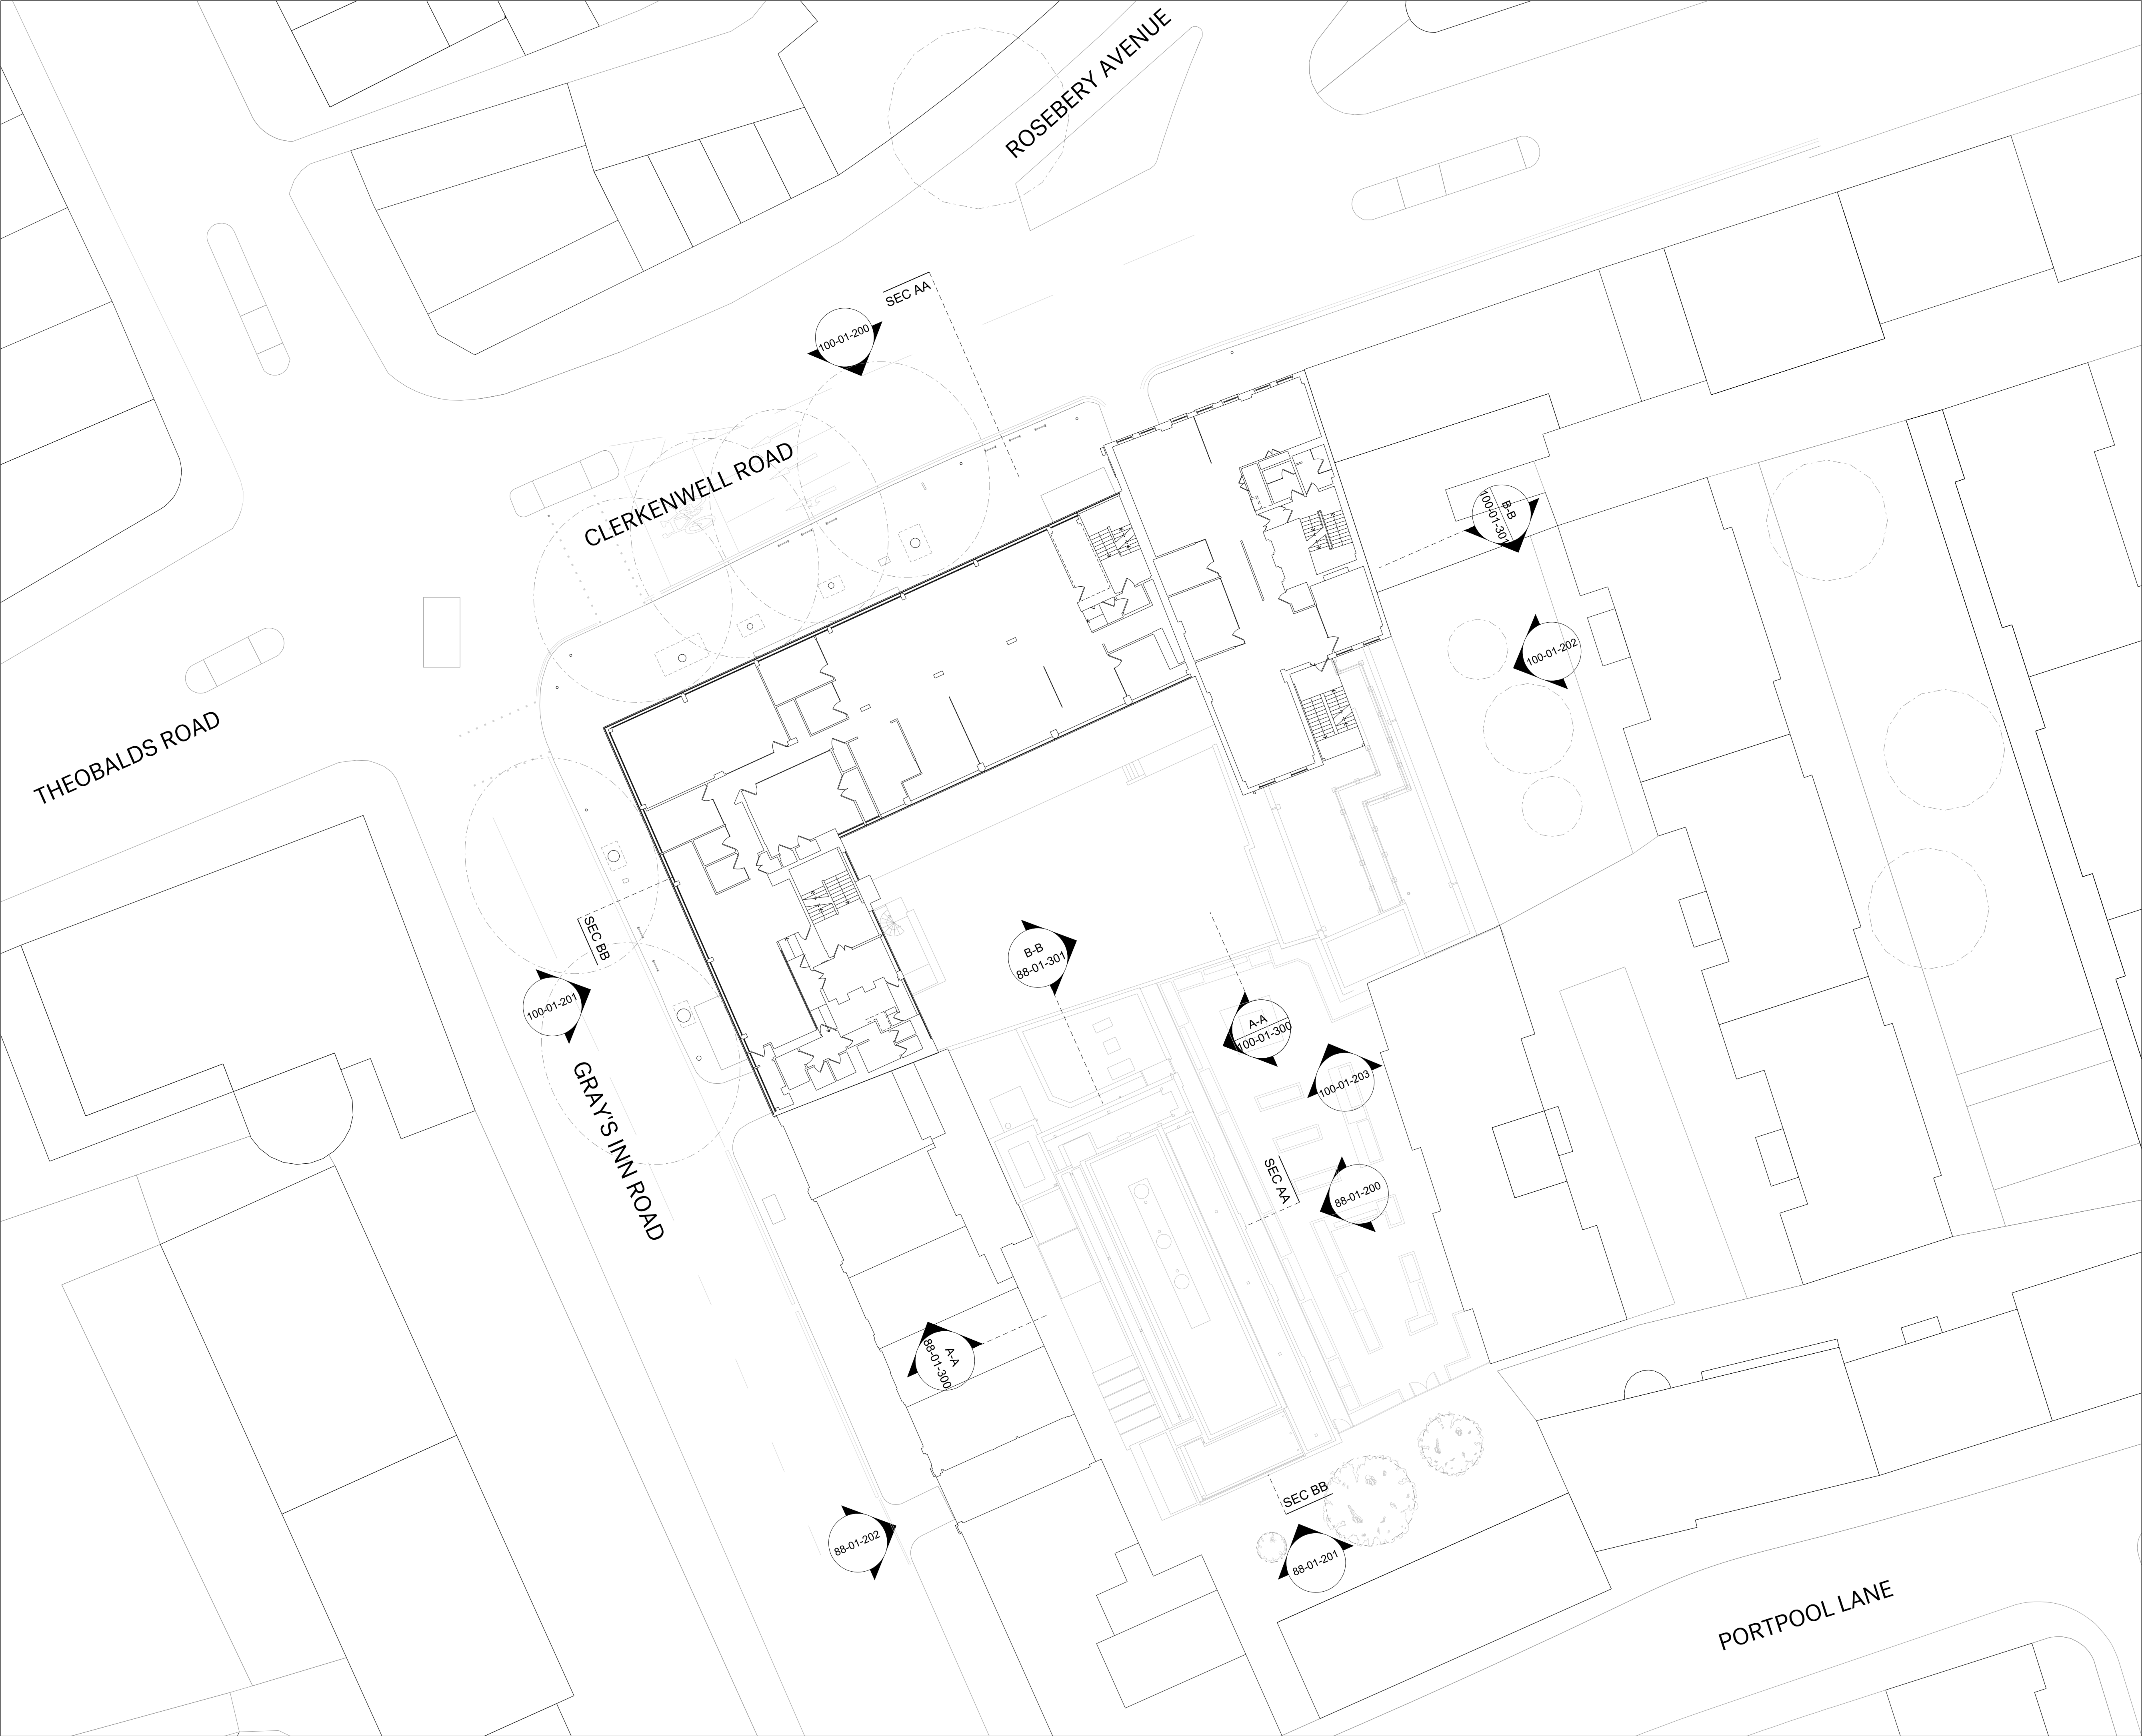 ROSEBERY AVENUE
SEC AA
100-01-200
CLERKENWELL ROAD
B-B
100-01-301
100-01-202
THEOBALDS ROAD
SEC BB
B-B
88-01-301
100-01-201
A-A
100-01-300
100-01-203
GRAY'S INN ROAD
SEC AA
88-01-200
A-A
88-01-300
SEC BB
88-01-202
88-01-201
PORTPOOL LANE